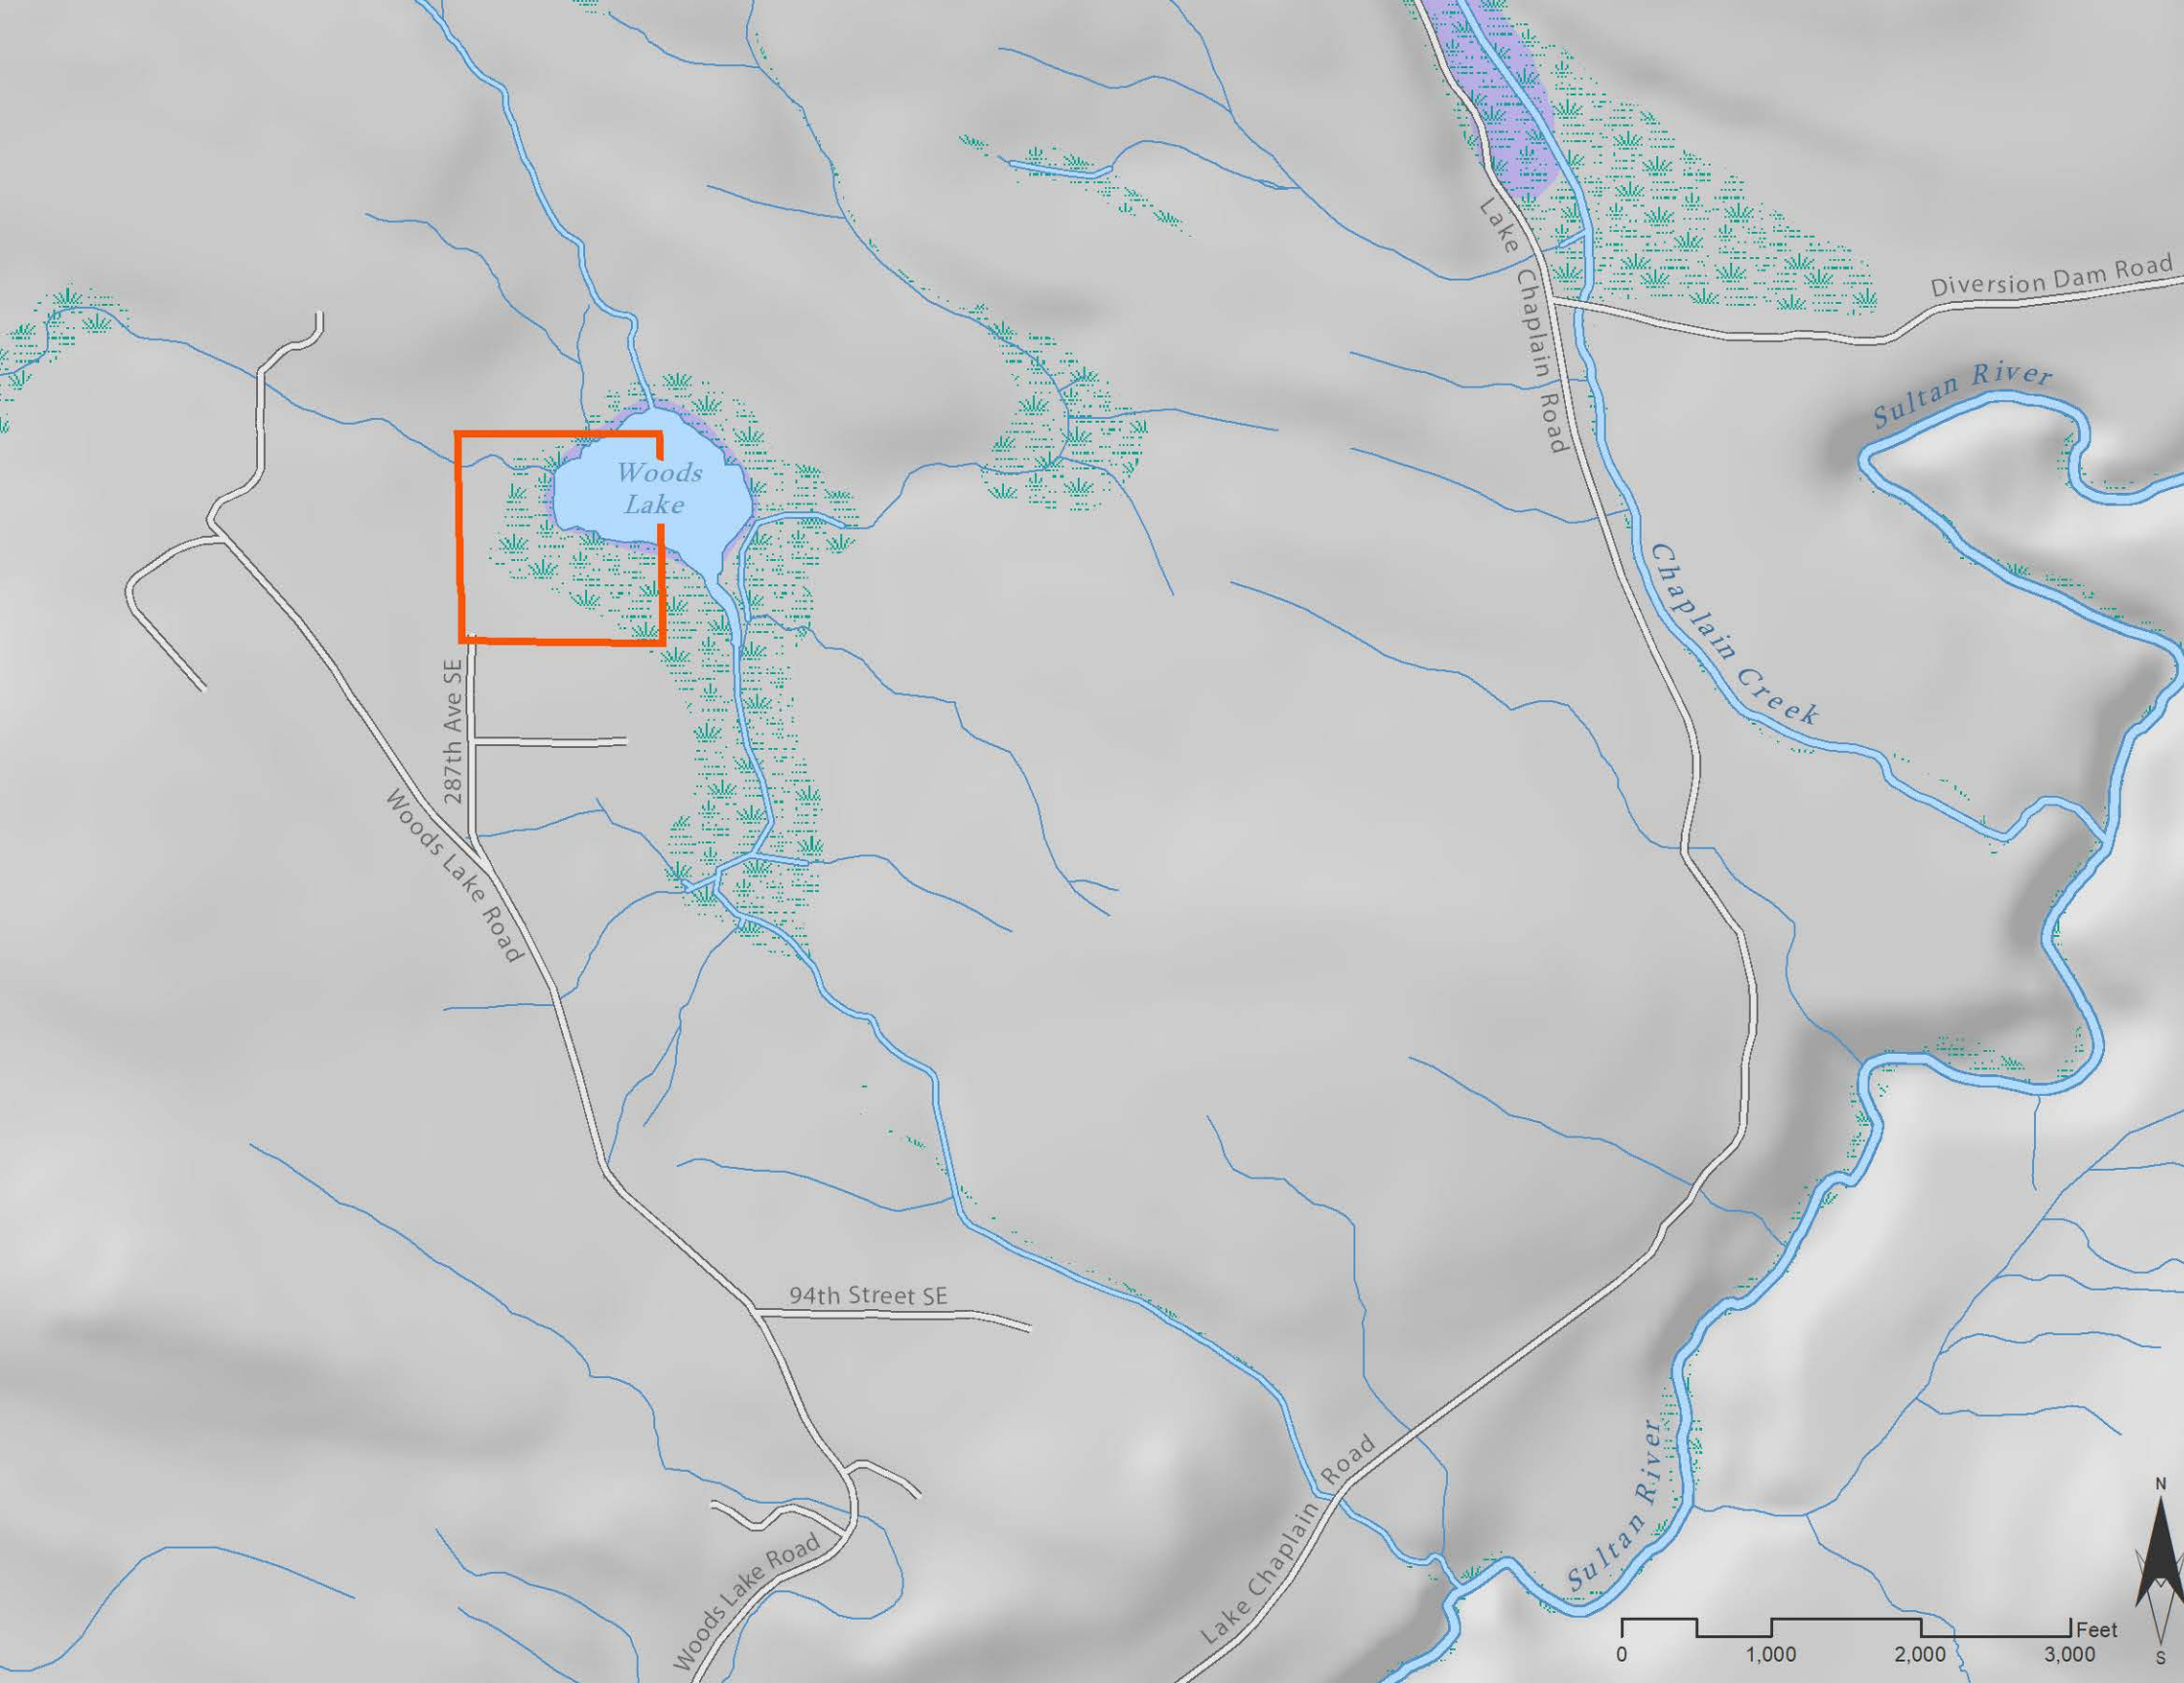 Lake Chaplain Road
Diversion Dam Road
Sultan River
Woods
Lake
Chaplain Creek
287th Ave SE
Woods Lake Road
94th Street SE
Lake Chaplain Road
Sultan River
Woods Lake Road
N
S
Feet
0 1,000 2,000 3,000